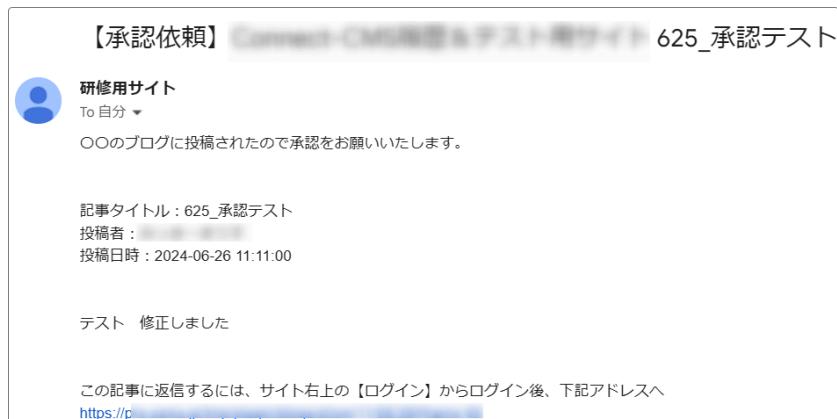 【承認依頼】 625_承認テスト
研修用サイト
To 自分
〇〇のブログに投稿されたので承認をお願いいたします。
記事タイトル：625_承認テスト
投稿者：
投稿日時：2024-06-26 11:11:00
テスト　修正しました
この記事に返信するには、サイト右上の【ログイン】からログイン後、下記アドレスへ
https://p